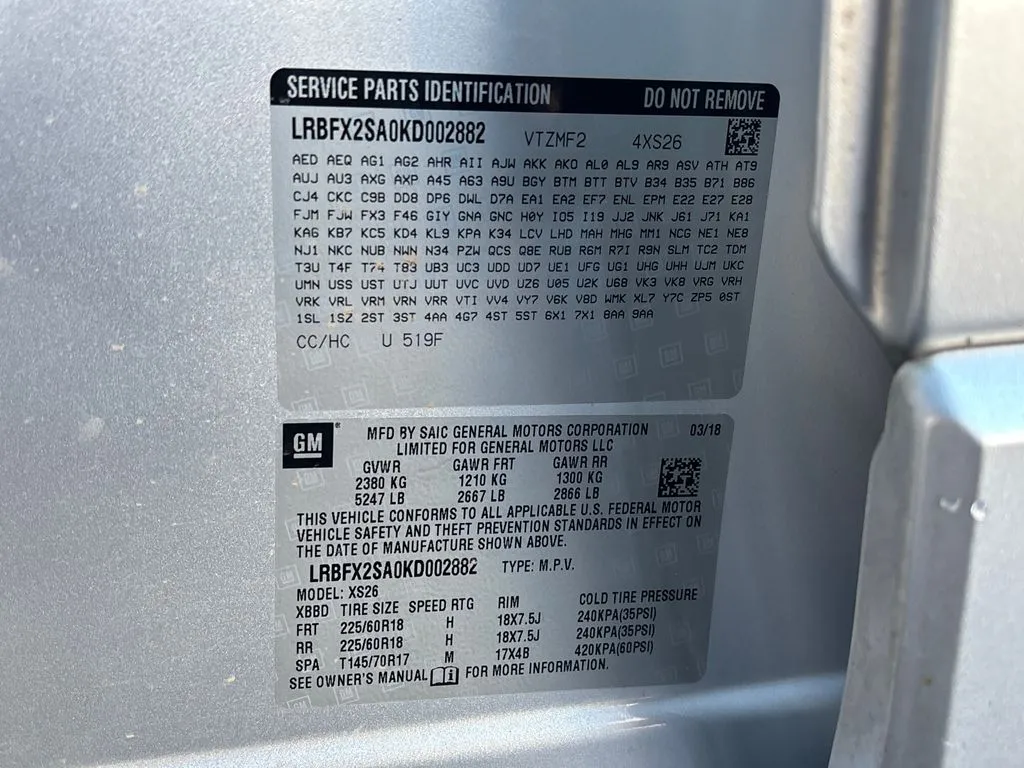 SERVICE PARTS IDENTIFICATION DO NOT REMOVE
LRBFX2SA0KD002882 VTZMF2 4XS26
AED AEQ AG1 AG2 AHR AII AJW AKK AKO AL0 AL9 AR9 ASV ATH AT9
AUJ AU3 AXG AXP A45 A63 A9U BGY BTM BTT BTV B34 B35 B71 B86
CJ4 CKC C9B DD8 DP6 DWL D7A EA1 EA2 EF7 ENL EPM E22 E27 E28
FJM FJW FX3 F46 GIY GNA GNC H0Y IO5 I19 JJ2 JNK J61 J71 KA1
KA6 KB7 KC5 KD4 KL9 KPA K34 LCV LHD MAH MHG MM1 NCG NE1 NE8
NJ1 NKC NUB NWN N34 PZW QCS Q8E RUB R6M R7I R9N SLM TC2 TDM
T3U T4F T74 T83 UB3 UC3 UDD UD7 UE1 UFG UG1 UHG UHH UJM UKC
UMN USS UST UTJ UUT UVC UVD UZ6 U05 U2K U68 VK3 VK8 VRG VRH
VRK VRL VRM VRN VRR VTI VV4 VY7 V6K V8D WMK XL7 Y7C ZP5 0ST
1SL 1SZ 2ST 3ST 4AA 4G7 4ST 5ST 6X1 7X1 8AA 9AA
CC/HC U 519F
GM ® MFD BY SAIC GENERAL MOTORS CORPORATION 03/18
LIMITED FOR GENERAL MOTORS LLC
GVWR GAWR FRT GAWR RR
2380 KG 1210 KG 1300 KG
5247 LB 2667 LB 2866 LB
THIS VEHICLE CONFORMS TO ALL APPLICABLE U.S. FEDERAL MOTOR
VEHICLE SAFETY AND THEFT PREVENTION STANDARDS IN EFFECT ON
THE DATE OF MANUFACTURE SHOWN ABOVE.
LRBFX2SA0KD002882 TYPE: M.P.V.
MODEL: XS26
XBBD TIRE SIZE SPEED RTG RIM COLD TIRE PRESSURE
FRT 225/60R18 H 18X7.5J 240KPA(35PSI)
RR 225/60R18 H 18X7.5J 240KPA(35PSI)
SPA T145/70R17 M 17X4B 420KPA(60PSI)
SEE OWNER'S MANUAL FOR MORE INFORMATION.